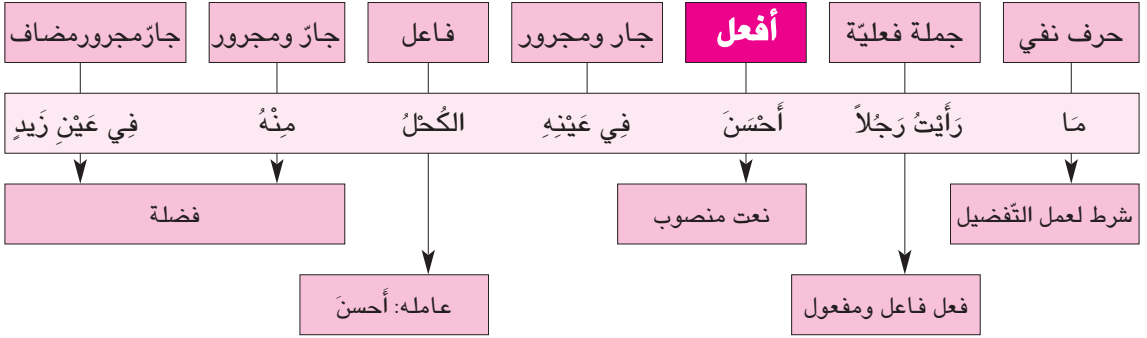 حرف نفي جملة فعليّة أفعل جار ومجرور فاعل جارّ ومجرور جارّمجرورمضاف
مَا رَأَيْتُ رَجُلاً أَحْسَنَ فِي عَيْنِهِ الكُحْلُ مِنْهُ فِي عَيْنِ زَيدٍ
شرط لعمل التّفضيل نعت منصوب فضلة
فعل فاعل ومفعول عامله: أَحسنَ